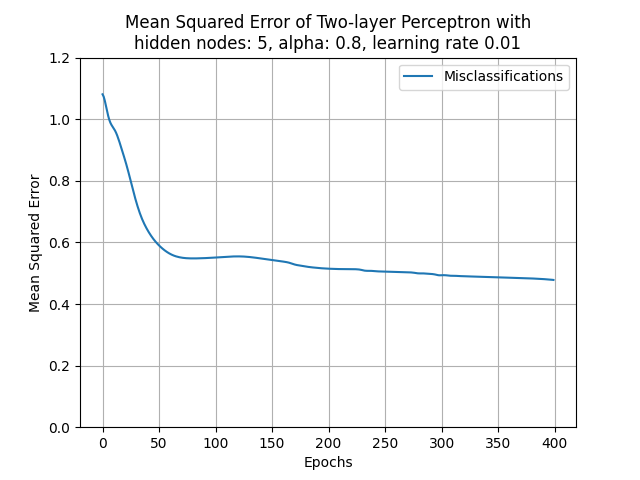 Mean Squared Error of Two-layer Perceptron with
hidden nodes: 5, alpha: 0.8, learning rate 0.01
Misclassifications
Mean Squared Error
1.2
1.0
0.8
0.6
0.4
0.2
0.0
0 50 100 150 200 250 300 350 400
Epochs